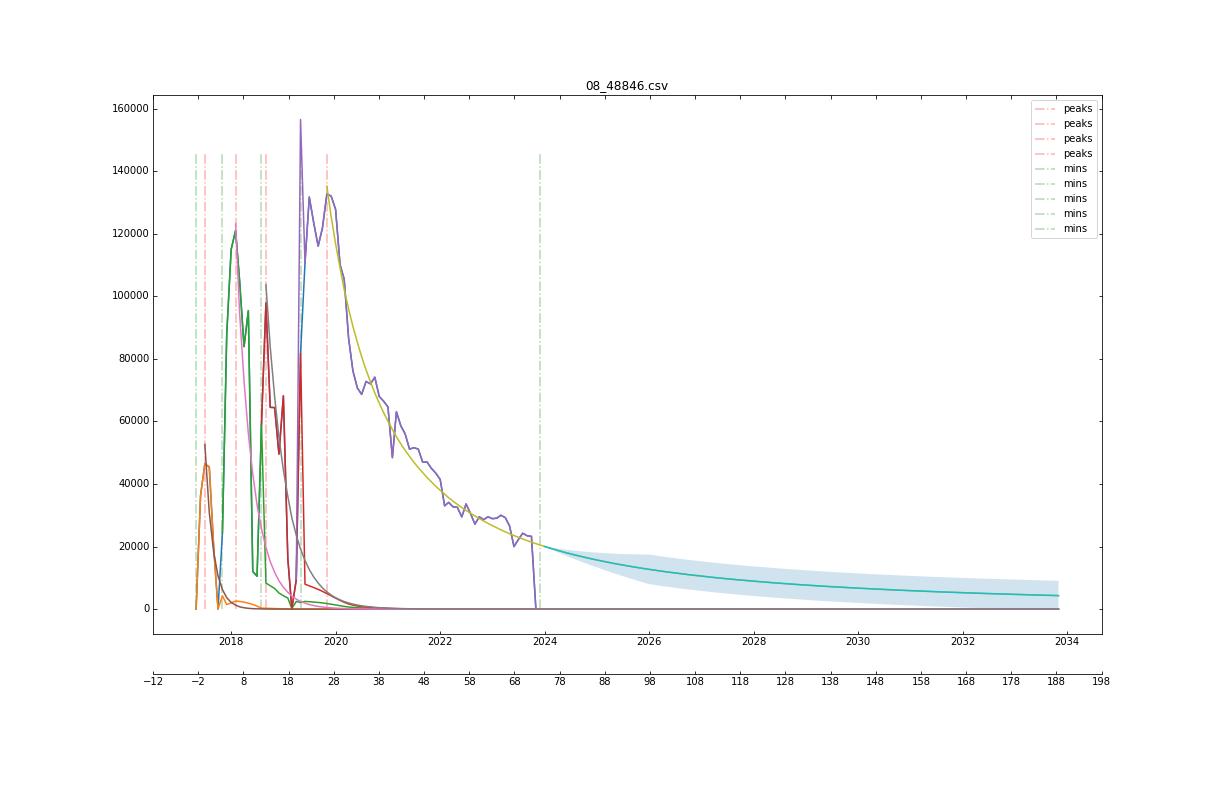 08_48846.csv
160000
140000
120000
100000
80000
60000
40000
20000
0
peaks
peaks
peaks
peaks
mins
mins
mins
mins
mins
2018 2020 2022 2024 2026 2028 2030 2032 2034
−12 −2 8 18 28 38 48 58 68 78 88 98 108 118 128 138 148 158 168 178 188 198